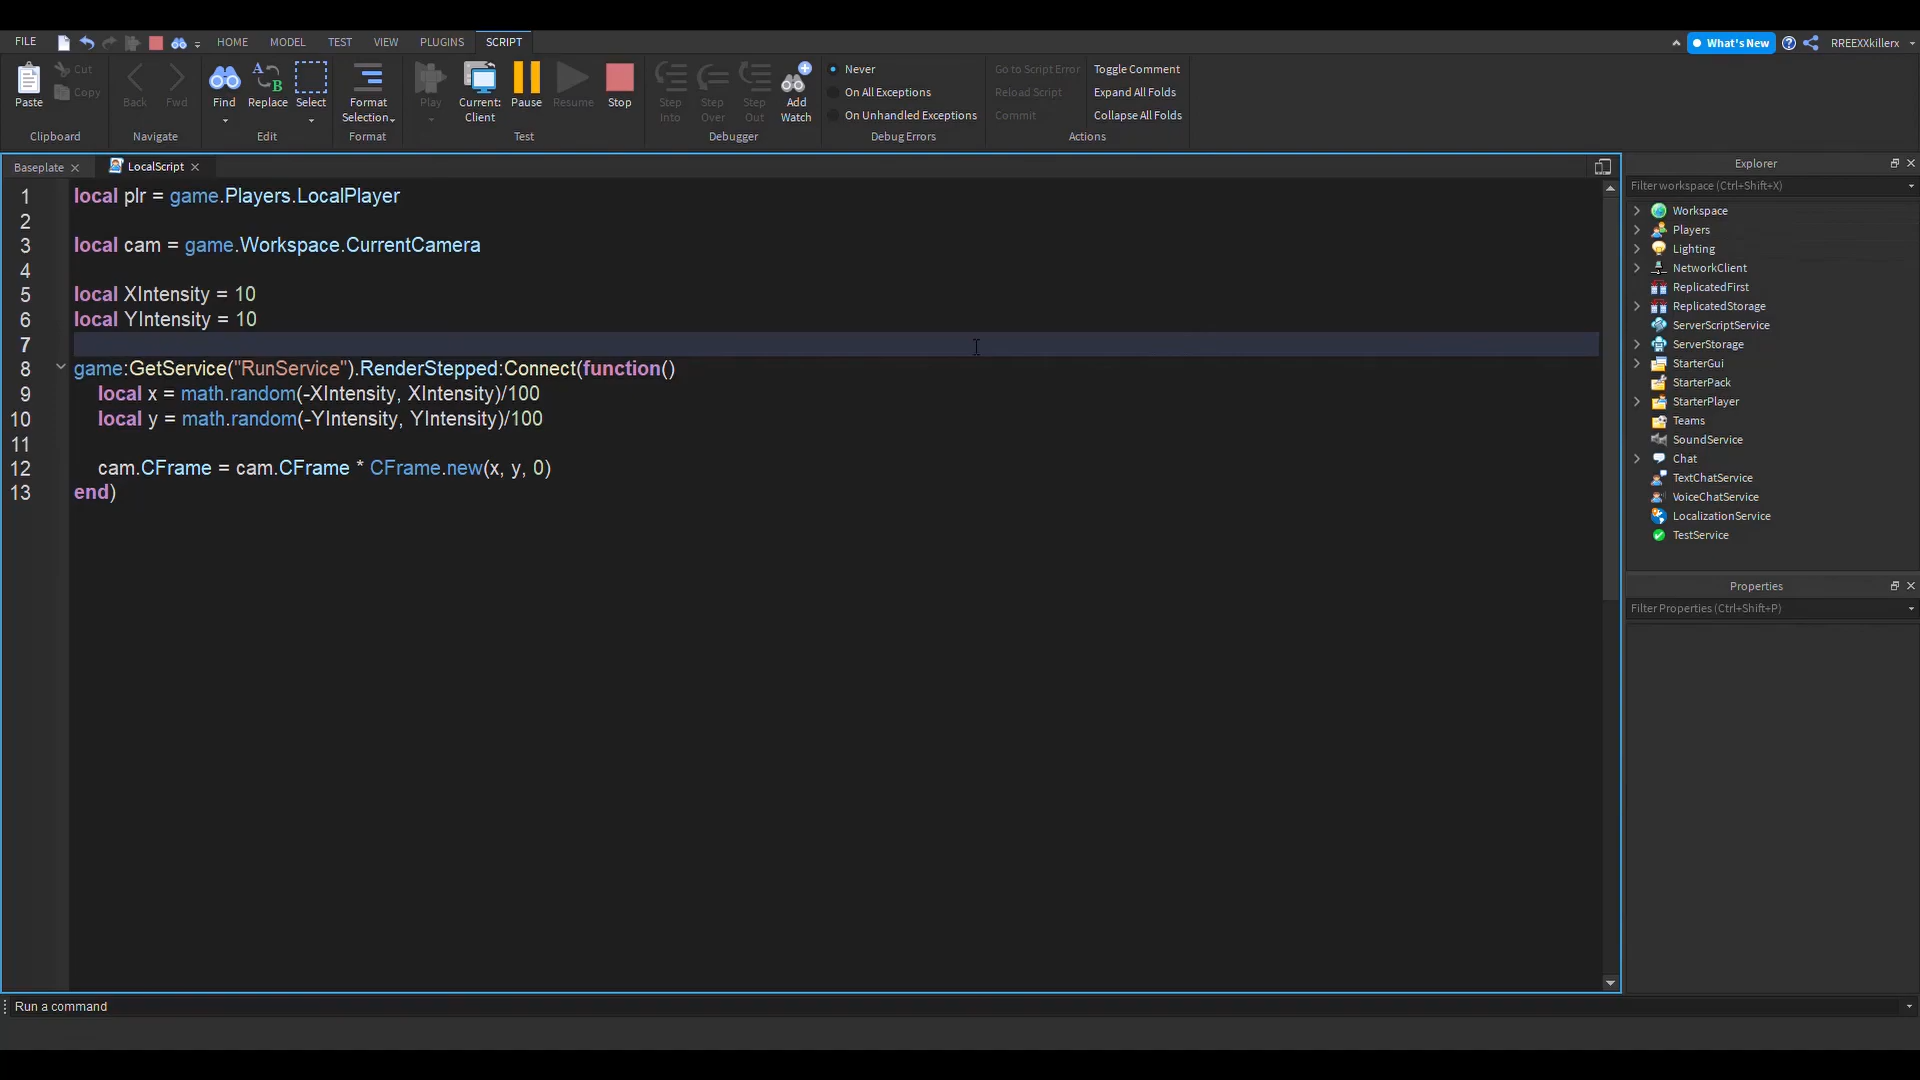 FILE HOME MODEL TEST VIEW PLUGINS SCRIPT What's New RREEXXkillerx
Paste Cut Copy
Clipboard
Back Fwd
Navigate
Find Replace Select
Edit
Format Selection
Format
Play Current: Client Pause Resume Stop
Test
Step Into Step Over Step Out Add Watch
Debugger
Never
On All Exceptions
On Unhandled Exceptions
Debug Errors
Go to Script Error Toggle Comment
Reload Script Expand All Folds
Commit Collapse All Folds
Actions
Baseplate LocalScript
1 local plr = game.Players.LocalPlayer
2
3 local cam = game.Workspace.CurrentCamera
4
5 local XIntensity = 10
6 local YIntensity = 10
7
8 game:GetService("RunService").RenderStepped:Connect(function()
9 local x = math.random(-XIntensity, XIntensity)/100
10 local y = math.random(-YIntensity, YIntensity)/100
11
12 cam.CFrame = cam.CFrame * CFrame.new(x, y, 0)
13 end)
Explorer
Filter workspace (Ctrl+Shift+X)
Workspace
Players
Lighting
NetworkClient
ReplicatedFirst
ReplicatedStorage
ServerScriptService
ServerStorage
StarterGui
StarterPack
StarterPlayer
Teams
SoundService
Chat
TextChatService
VoiceChatService
LocalizationService
TestService
Properties
Filter Properties (Ctrl+Shift+P)
Run a command